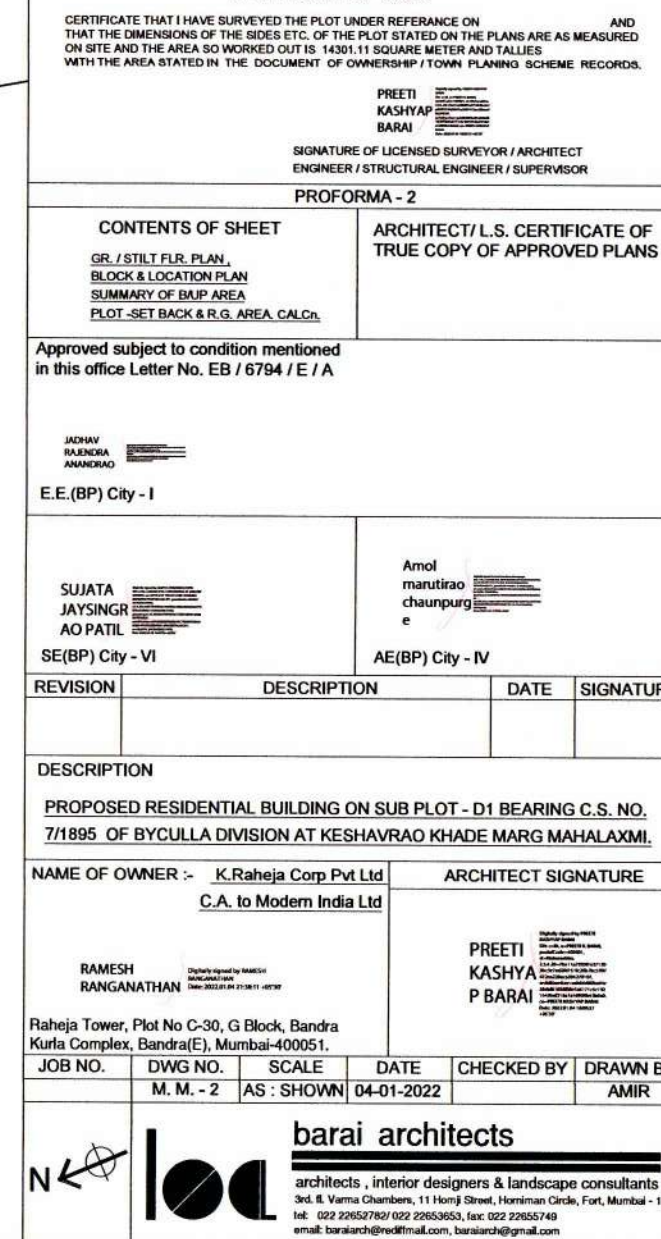 CERTIFICATE THAT I HAVE SURVEYED THE PLOT UNDER REFERANCE ON AND
THAT THE DIMENSIONS OF THE SIDES ETC. OF THE PLOT STATED ON THE PLANS ARE AS MEASURED
ON SITE AND THE AREA SO WORKED OUT IS 14301.11 SQUARE METER AND TALLIES
WITH THE AREA STATED IN THE DOCUMENT OF OWNERSHIP / TOWN PLANING SCHEME RECORDS.
PREETI
KASHYAP
BARAI
SIGNATURE OF LICENSED SURVEYOR / ARCHITECT
ENGINEER / STRUCTURAL ENGINEER / SUPERVISOR
PROFORMA - 2
CONTENTS OF SHEET
GR. / STILT FLR. PLAN ,
BLOCK & LOCATION PLAN
SUMMARY OF B/UP AREA
PLOT -SET BACK & R.G. AREA. CALCn.
ARCHITECT/ L.S. CERTIFICATE OF
TRUE COPY OF APPROVED PLANS
Approved subject to condition mentioned
in this office Letter No. EB / 6794 / E / A
JADHAV
RAJENDRA
ANANDRAO
E.E.(BP) City - I
SUJATA
JAYSINGR
AO PATIL
SE(BP) City - VI
Amol
marutirao
chaunpurg
e
AE(BP) City - IV
REVISION DESCRIPTION DATE SIGNATUR
DESCRIPTION
PROPOSED RESIDENTIAL BUILDING ON SUB PLOT - D1 BEARING C.S. NO.
7/1895 OF BYCULLA DIVISION AT KESHAVRAO KHADE MARG MAHALAXMI.
NAME OF OWNER :- K.Raheja Corp Pvt Ltd
C.A. to Modern India Ltd
RAMESH
RANGANATHAN
Digitally signed by RAMESH
RANGANATHAN
Date: 2022.01.04 21:58:11 +05'30'
Raheja Tower, Plot No C-30, G Block, Bandra
Kurla Complex, Bandra(E), Mumbai-400051.
ARCHITECT SIGNATURE
PREETI
KASHYA
P BARAI
JOB NO. DWG NO. SCALE DATE CHECKED BY DRAWN B
M. M. - 2 AS : SHOWN 04-01-2022 AMIR
N
barai architects
architects , interior designers & landscape consultants
3rd. fl. Varma Chambers, 11 Homji Street, Horniman Circle, Fort, Mumbai - 1
tel: 022 22652782/ 022 22653653, fax: 022 22655749
email: baraiarch@rediffmail.com, baraiarch@gmail.com